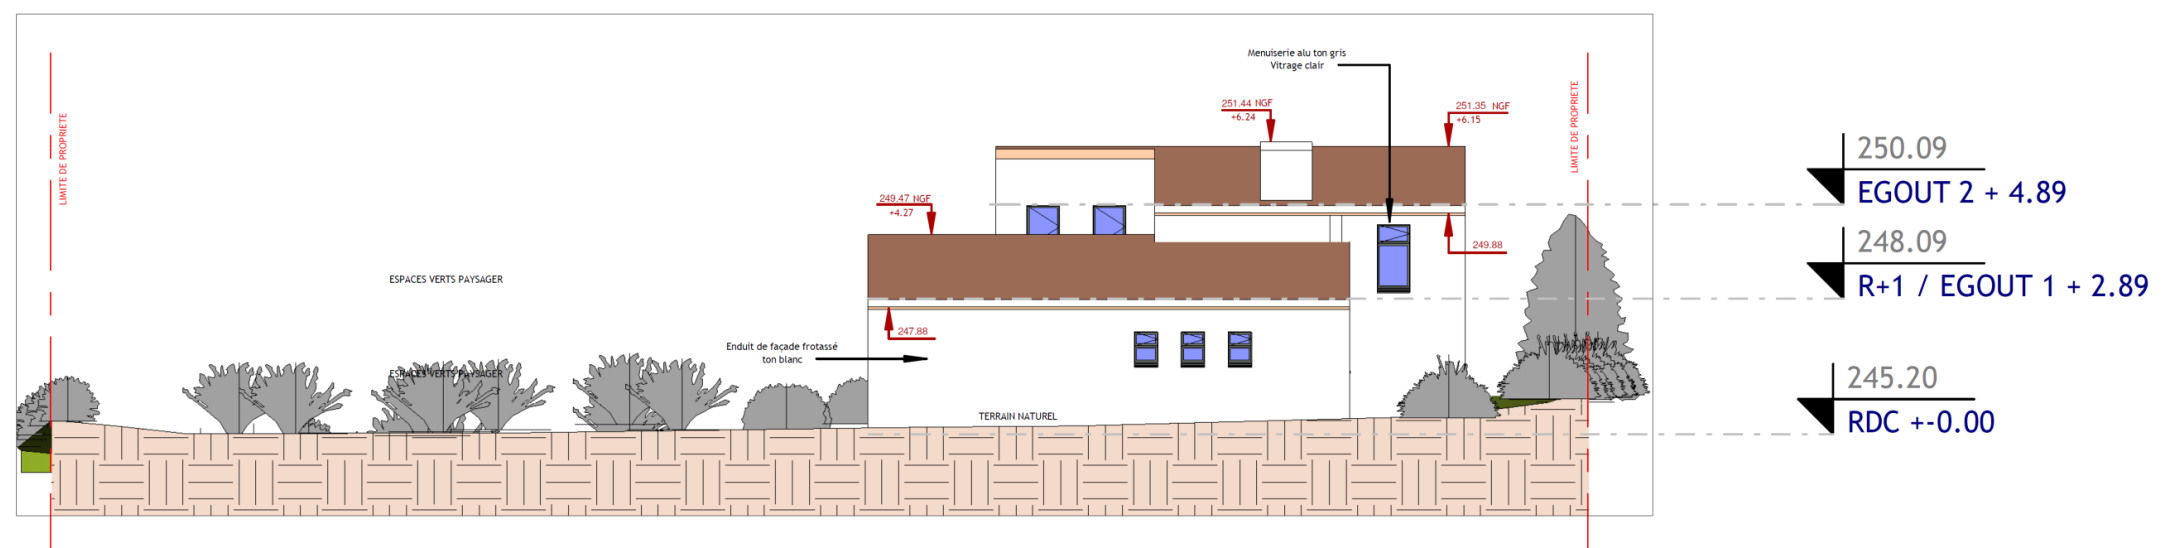 Menuiserie alu ton gris
Vitrage clair
LIMITE DE PROPRIETE
LIMITE DE PROPRIETE
251.44 NGF
+6.24
251.35 NGF
+6.15
250.09
EGOUT 2 + 4.89
249.47 NGF
+4.27
249.88
248.09
R+1 / EGOUT 1 + 2.89
ESPACES VERTS PAYSAGER
247.88
Enduit de façade frotassé
ton blanc
ESPACES VERTS PAYSAGER
245.20
RDC +-0.00
TERRAIN NATUREL